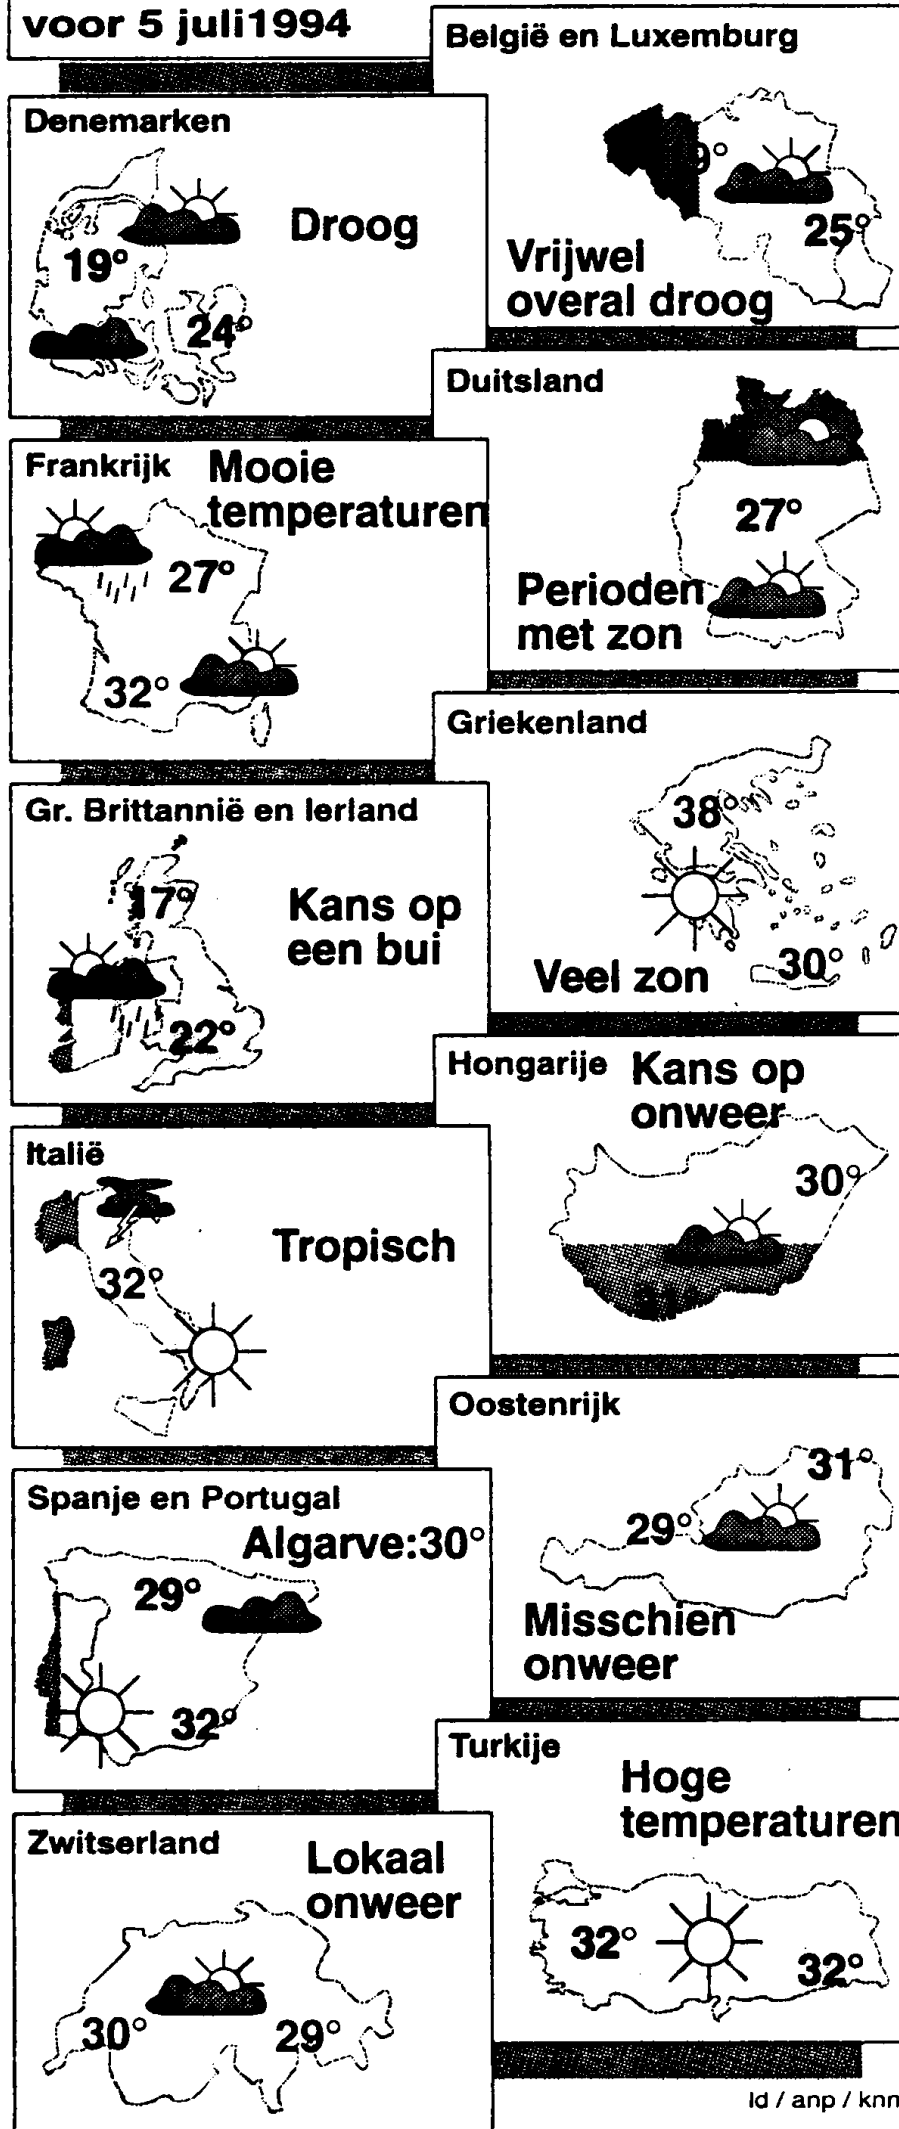 voor 5 juli1994
België en Luxemburg
9°
25°
Vrijwel
overal droog
Denemarken
Droog
19°
24°
Duitsland
27°
Perioden
met zon
Frankrijk
Mooie
temperaturen
27°
32°
Griekenland
38°
30°
Veel zon
Gr. Brittannië en Ierland
17°
Kans op
een bui
22°
Hongarije
Kans op
onweer
30°
31°
Italië
Tropisch
32°
Oostenrijk
31°
29°
Misschien
onweer
Spanje en Portugal
Algarve:30°
29°
32°
Turkije
Hoge
temperaturen
32°
32°
Zwitserland
Lokaal
onweer
30°
29°
ld / anp / knm